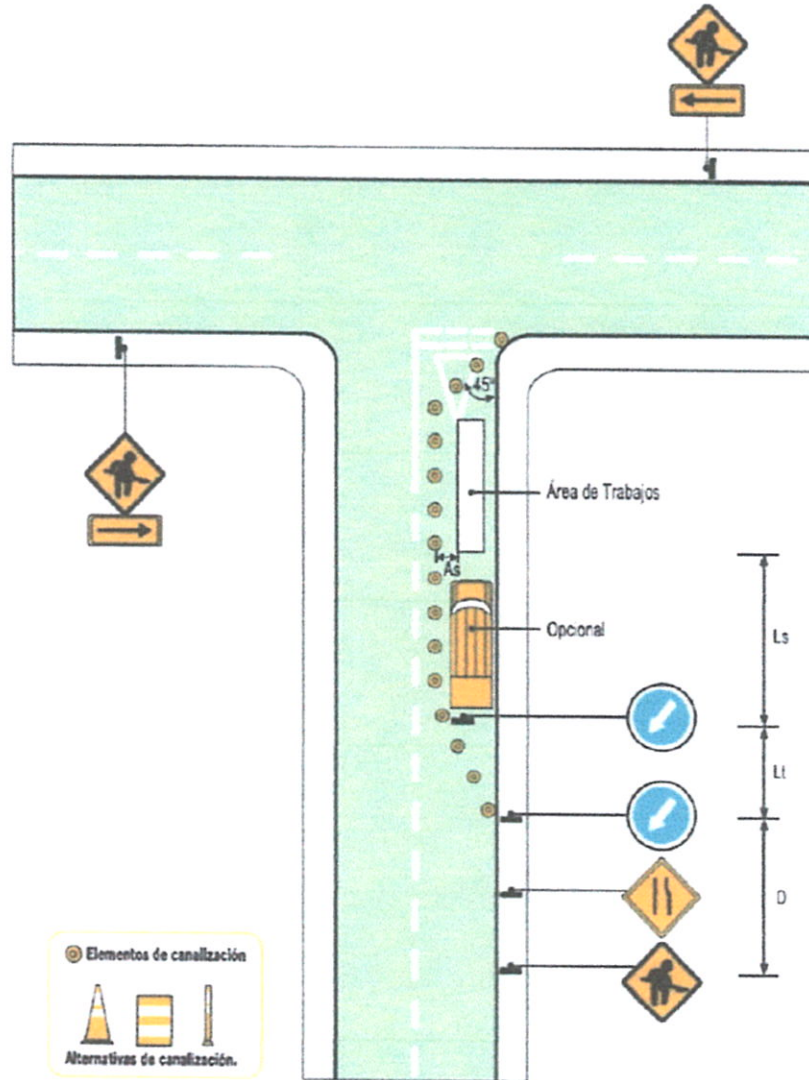 45°
Área de Trabajos
As
Opcional
Ls
Lt
D
Elementos de canalización
Alternativas de canalización.